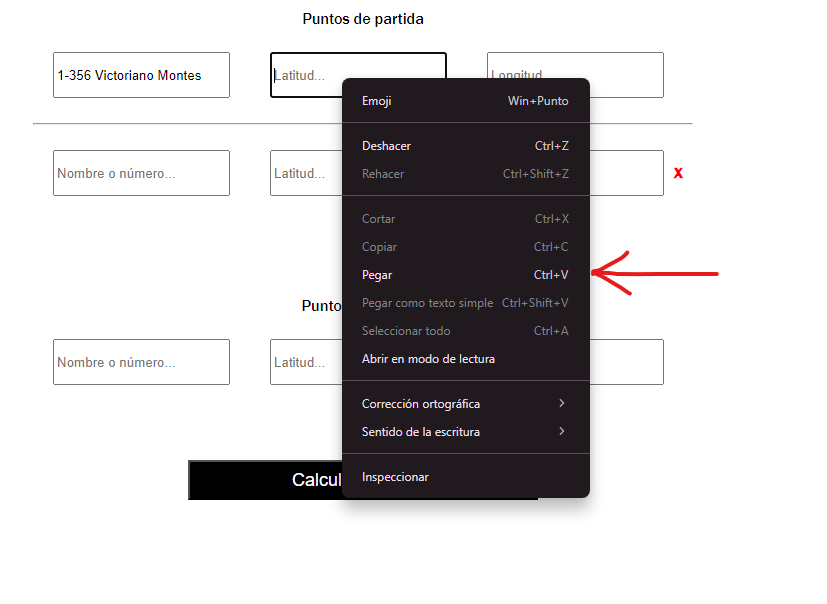 Puntos de partida
1-356 Victoriano Montes
Latitud...
Longitud
Emoji Win+Punto
Deshacer Ctrl+Z
Nombre o número...
Latitud...
x
Rehacer Ctrl+Shift+Z
Cortar Ctrl+X
Copiar Ctrl+C
Pegar Ctrl+V
Punto
Pegar como texto simple Ctrl+Shift+V
Seleccionar todo Ctrl+A
Nombre o número...
Latitud...
Abrir en modo de lectura
Corrección ortográfica
Sentido de la escritura
Calcul
Inspeccionar